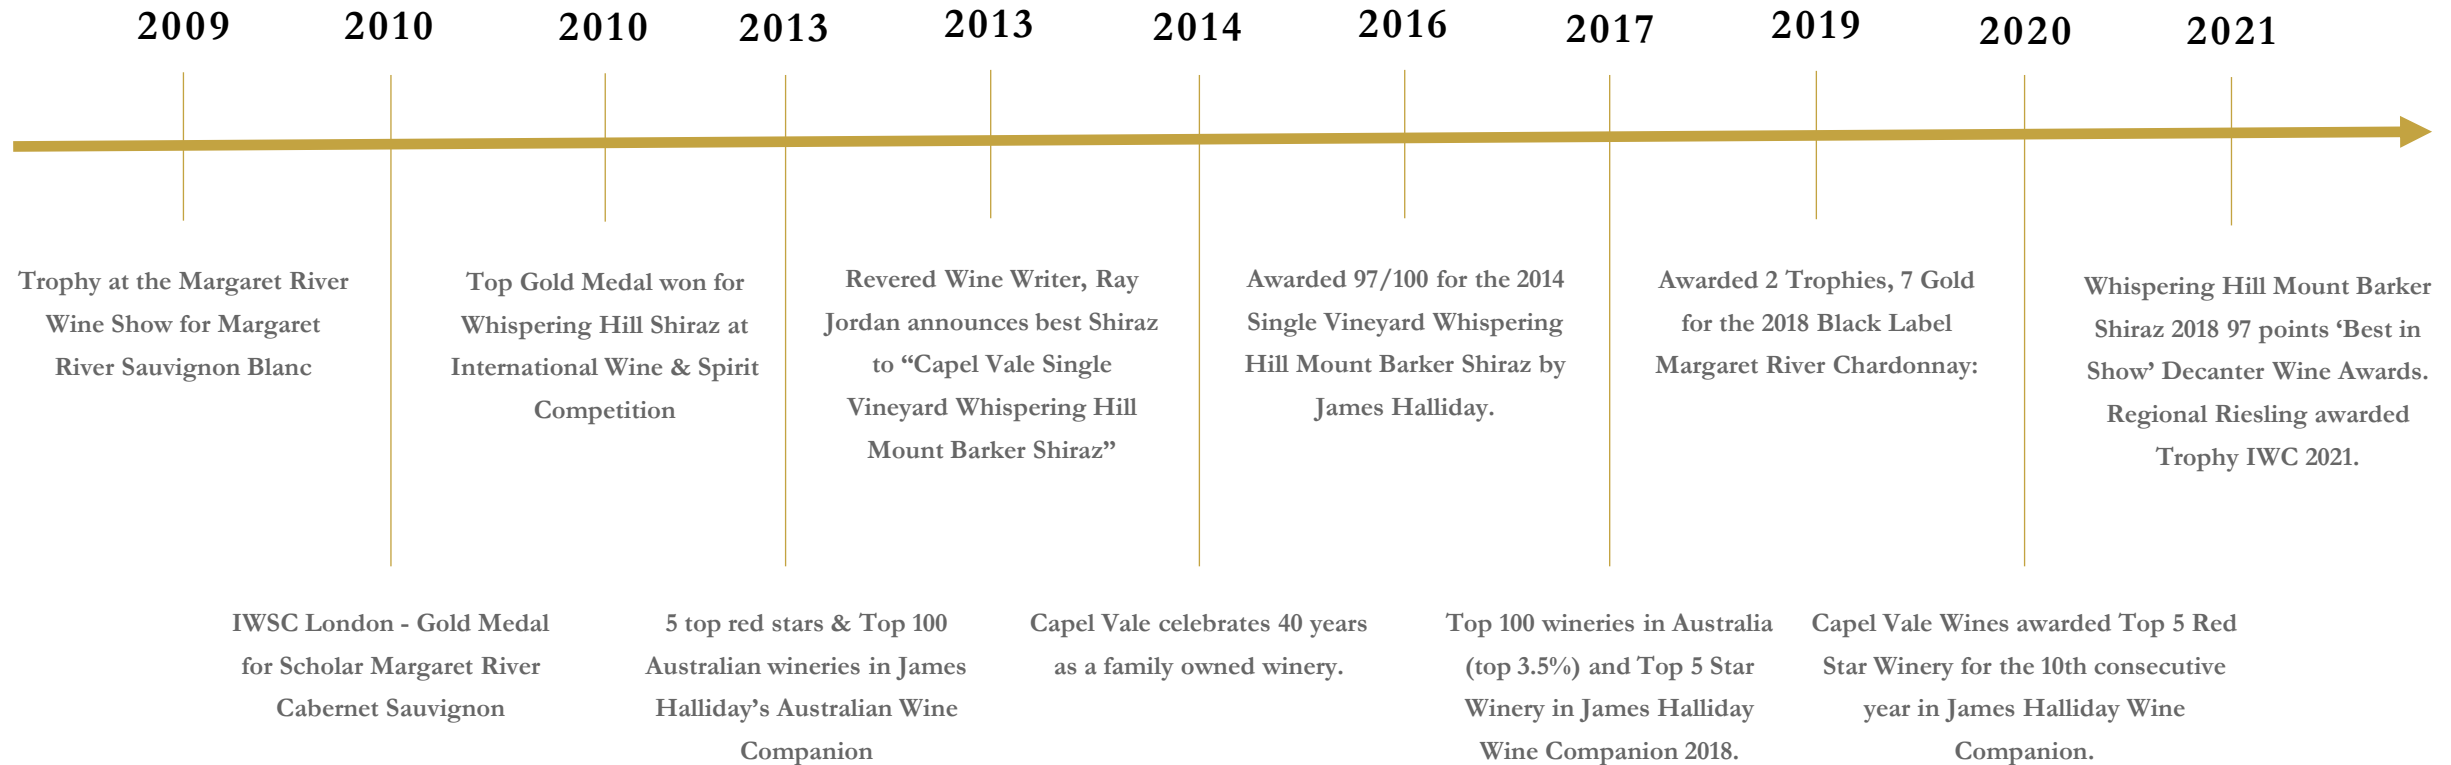 2009
2010
2010
2013
2013
2014
2016
2017
2019
2020
2021
Trophy at the Margaret River
Wine Show for Margaret
River Sauvignon Blanc
Top Gold Medal won for
Whispering Hill Shiraz at
International Wine & Spirit
Competition
Revered Wine Writer, Ray
Jordan announces best Shiraz
to “Capel Vale Single
Vineyard Whispering Hill
Mount Barker Shiraz”
Awarded 97/100 for the 2014
Single Vineyard Whispering
Hill Mount Barker Shiraz by
James Halliday.
Awarded 2 Trophies, 7 Gold
for the 2018 Black Label
Margaret River Chardonnay:
Whispering Hill Mount Barker
Shiraz 2018 97 points ‘Best in
Show’ Decanter Wine Awards.
Regional Riesling awarded
Trophy IWC 2021.
IWSC London - Gold Medal
for Scholar Margaret River
Cabernet Sauvignon
5 top red stars & Top 100
Australian wineries in James
Halliday’s Australian Wine
Companion
Capel Vale celebrates 40 years
as a family owned winery.
Top 100 wineries in Australia
(top 3.5%) and Top 5 Star
Winery in James Halliday
Wine Companion 2018.
Capel Vale Wines awarded Top 5 Red
Star Winery for the 10th consecutive
year in James Halliday Wine
Companion.